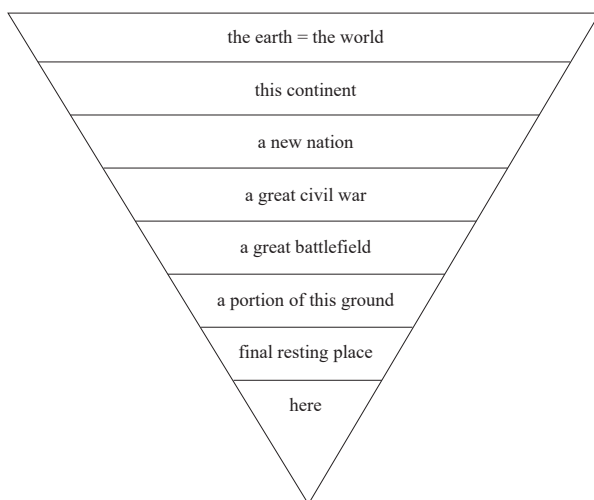 the earth = the world
this continent
a new nation
a great civil war
a great battlefield
a portion of this ground
final resting place
here